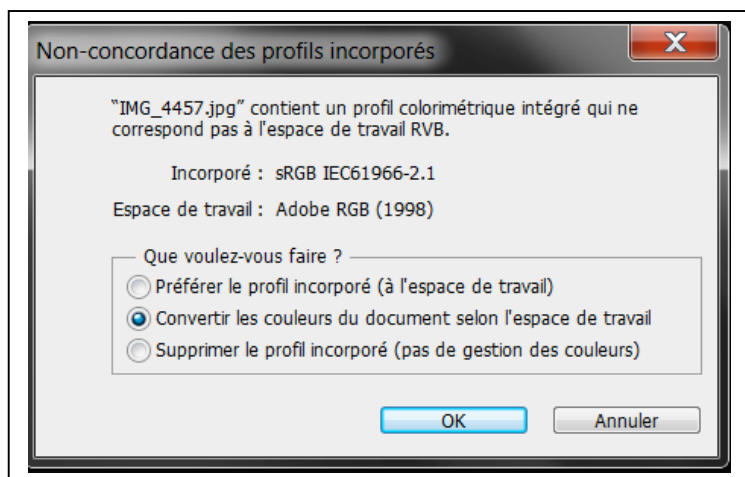 Non-concordance des profils incorporés
"IMG_4457.jpg" contient un profil colorimétrique intégré qui ne
correspond pas à l'espace de travail RVB.
Incorporé : sRGB IEC61966-2.1
Espace de travail : Adobe RGB (1998)
Que voulez-vous faire ?
Préférer le profil incorporé (à l'espace de travail)
Convertir les couleurs du document selon l'espace de travail
Supprimer le profil incorporé (pas de gestion des couleurs)
OK Annuler